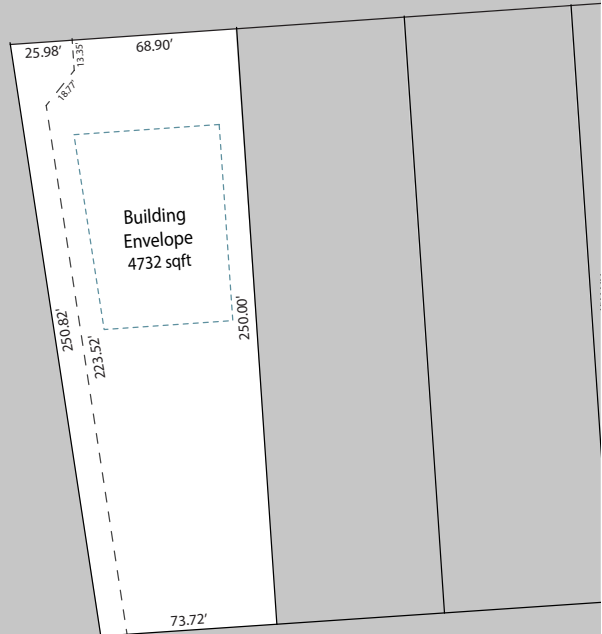 25.98'
68.90'
13.35'
18.77'
Building
Envelope
4732 sqft
250.82'
223.52'
250.00'
73.72'